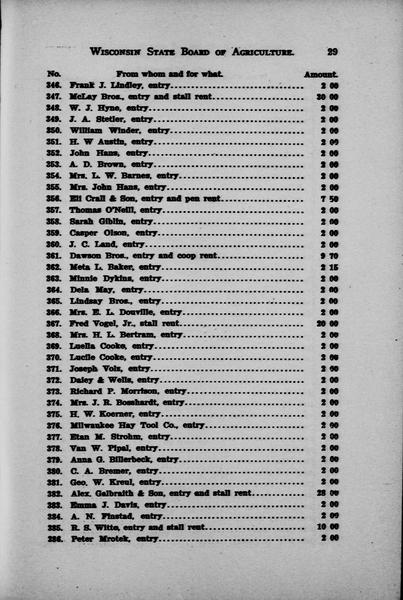 WISCONSIN STATE BOARD OF AGRICULTURE. 29
No. From whom and for what. Amount.
346. Frank J. Lindley, entry 2 00
347. McLay Bros., entry and stall rent 30 00
348. W. J. Hyne, entry 2 00
349. J. A. Stetler, entry 2 00
350. William Winder, entry 2 00
351. H. W Austin, entry 2 00
352. John Hans, entry 2 00
353. A. D. Brown, entry 2 00
354. Mrs. L. W. Barnes, entry 2 00
355. Mrs. John Hans, entry 2 00
356. Eli Crall & Son, entry and pen rent 7 50
357. Thomas O'Neill, entry 2 00
358. Sarah Giblin, entry 2 00
359. Casper Olson, entry 2 00
360. J. C. Land, entry 2 00
361. Dawson Bros., entry and coop rent 9 70
362. Meta L. Baker, entry 2 15
363. Minnie Dykins, entry 2 00
364. Dela May, entry 2 00
365. Lindsay Bros., entry 2 00
366. Mrs. E. L. Douville, entry 2 00
367. Fred Vogel, Jr., stall rent 20 00
368. Mrs. H. L. Bertram, entry 2 00
369. Luella Cooke, entry 2 00
370. Lucile Cooke, entry 2 00
371. Joseph Volz, entry 2 00
372. Daley & Wells, entry 2 00
373. Richard P. Morrison, entry 2 00
374. Mrs. J. R. Bosshardt, entry 2 00
375. H. W. Koerner, entry 2 00
376. Milwaukee Hay Tool Co., entry 2 00
377. Etan M. Strohm, entry 2 00
378. Van W. Pipal, entry 2 00
379. Anna G. Billerbeck, entry 2 00
380. C. A. Bremer, entry 2 00
381. Geo. W. Kreul, entry 2 00
382. Alex. Galbraith & Son, entry and stall rent 28 00
383. Emma J. Davis, entry 2 00
384. A. N. Finstad, entry 2 00
385. R. S. Witte, entry and stall rent 10 00
386. Peter Mrotek, entry 2 00